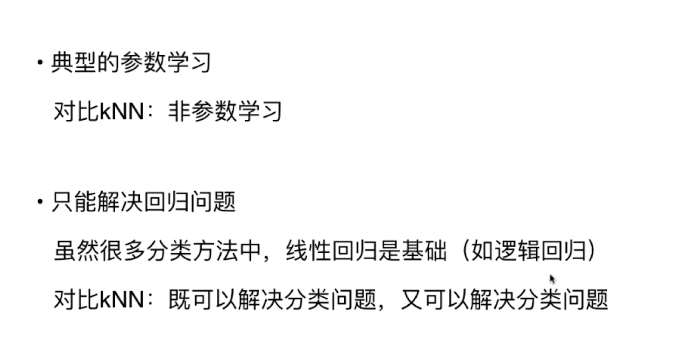 • 典型的参数学习
对比kNN：非参数学习
• 只能解决回归问题
虽然很多分类方法中，线性回归是基础（如逻辑回归）
对比kNN：既可以解决分类问题，又可以解决分类问题